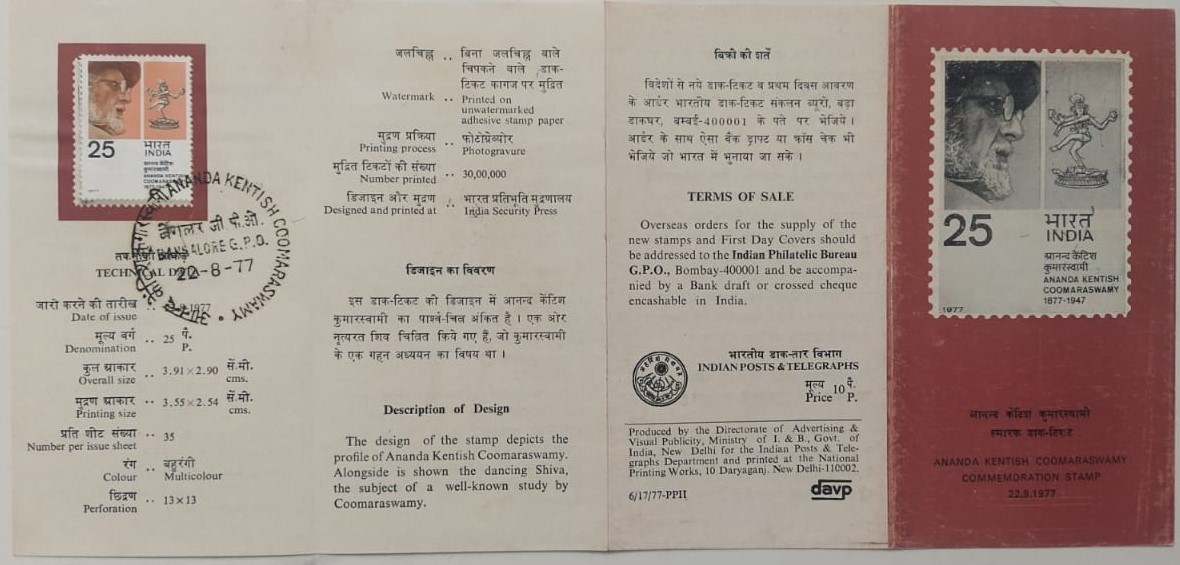 25
भारत
INDIA
आनन्द केंटिश
कुमारस्वामी
ANANDA KENTISH
ANANDA KENTISH COOMARASWAMY
बेंगलूर जी.पी.ओ.
BANGALORE G.P.O.
22-8-77
TECHNICAL
जारी करने की तारीख ..
Date of issue
मूल्य वर्ग .. 25 पै.
Denomination P.
कुल आकार .. 3.91×2.90 सें.मी.
Overall size cms.
मुद्रण आकार .. 3.55×2.54 सें.मी.
Printing size cms.
प्रति शीट संख्या .. 35
Number per issue sheet
रंग .. बहुरंगी
Colour Multicolour
छिद्रण .. 13×13
Perforation
जलचिह्न .. बिना जलचिह्न वाले
चिपकने वाले डाक-
टिकट कागज पर मुद्रित
Watermark .. Printed on
unwatermarked
adhesive stamp paper
मुद्रण प्रक्रिया .. फोटोग्रेव्योर
Printing process Photogravure
मुद्रित टिकटों की संख्या
Number printed .. 30,00,000
डिजाइन और मुद्रण .. भारत प्रतिभूति मुद्रणालय
Designed and printed at India Security Press
डिजाइन का विवरण
इस डाक-टिकट की डिजाइन में आनन्द केंटिश
कुमारस्वामी का पार्श्व-चित्र अंकित है । एक ओर
नृत्यरत शिव चित्रित किये गए हैं, जो कुमारस्वामी
के एक गहन अध्ययन का विषय था ।
Description of Design
The design of the stamp depicts the
profile of Ananda Kentish Coomaraswamy.
Alongside is shown the dancing Shiva,
the subject of a well-known study by
Coomaraswamy.
बिक्री की शर्तें
विदेशों से नये डाक-टिकट व प्रथम दिवस आवरण
के आर्डर भारतीय डाक-टिकट संकलन ब्यूरो, बड़ा
डाकघर, बम्बई-400001 के पते पर भेजिये ।
आर्डर के साथ ऐसा बैंक ड्राफ्ट या क्रॉस चेक भी
भेजिये जो भारत में भुनाया जा सके ।
TERMS OF SALE
Overseas orders for the supply of the
new stamps and First Day Covers should
be addressed to the Indian Philatelic Bureau
G.P.O., Bombay-400001 and be accompa-
nied by a Bank draft or crossed cheque
encashable in India.
भारतीय डाक-तार विभाग
INDIAN POSTS & TELEGRAPHS
मूल्य 10 पै.
Price P.
Produced by the Directorate of Advertising &
Visual Publicity, Ministry of I. & B., Govt. of
India, New Delhi for the Indian Posts & Tele-
graphs Department and printed at the National
Printing Works, 10 Daryaganj. New Delhi-110002.
6/17/77-PPII
davp
25
भारत
INDIA
आनन्द केंटिश
कुमारस्वामी
ANANDA KENTISH
COOMARASWAMY
1877-1947
1977
आनन्द केंटिश कुमारस्वामी
स्मारक डाक-टिकट
ANANDA KENTISH COOMARASWAMY
COMMEMORATION STAMP
22.8.1977